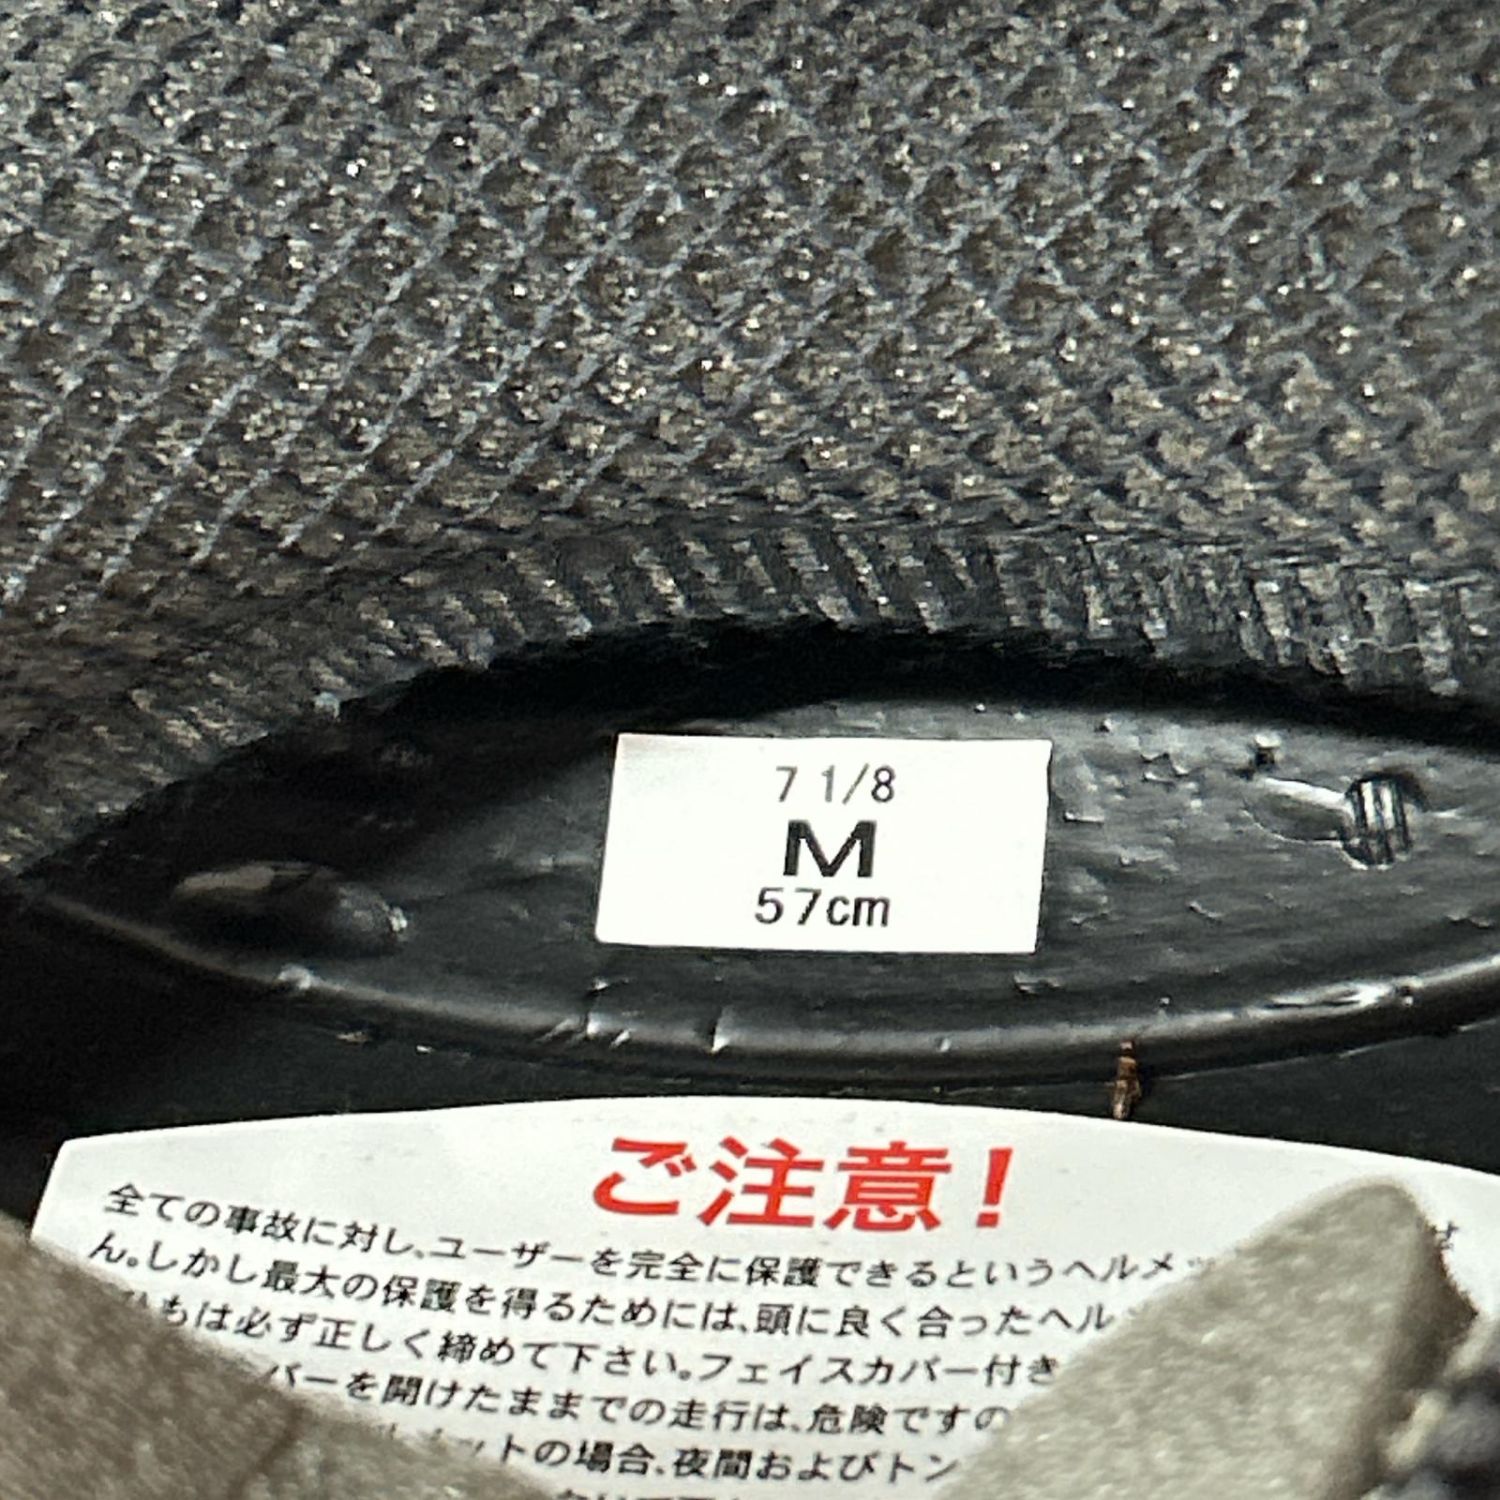 7 1/8
M
57cm
ご注意！
全ての事故に対し、ユーザーを完全に保護できるというヘルメッ
ん。しかし最大の保護を得るためには、頭に良く合ったヘル
ひもは必ず正しく締めて下さい。フェイスカバー付き
バーを開けたままでの走行は、危険ですの
ットの場合、夜間およびトン